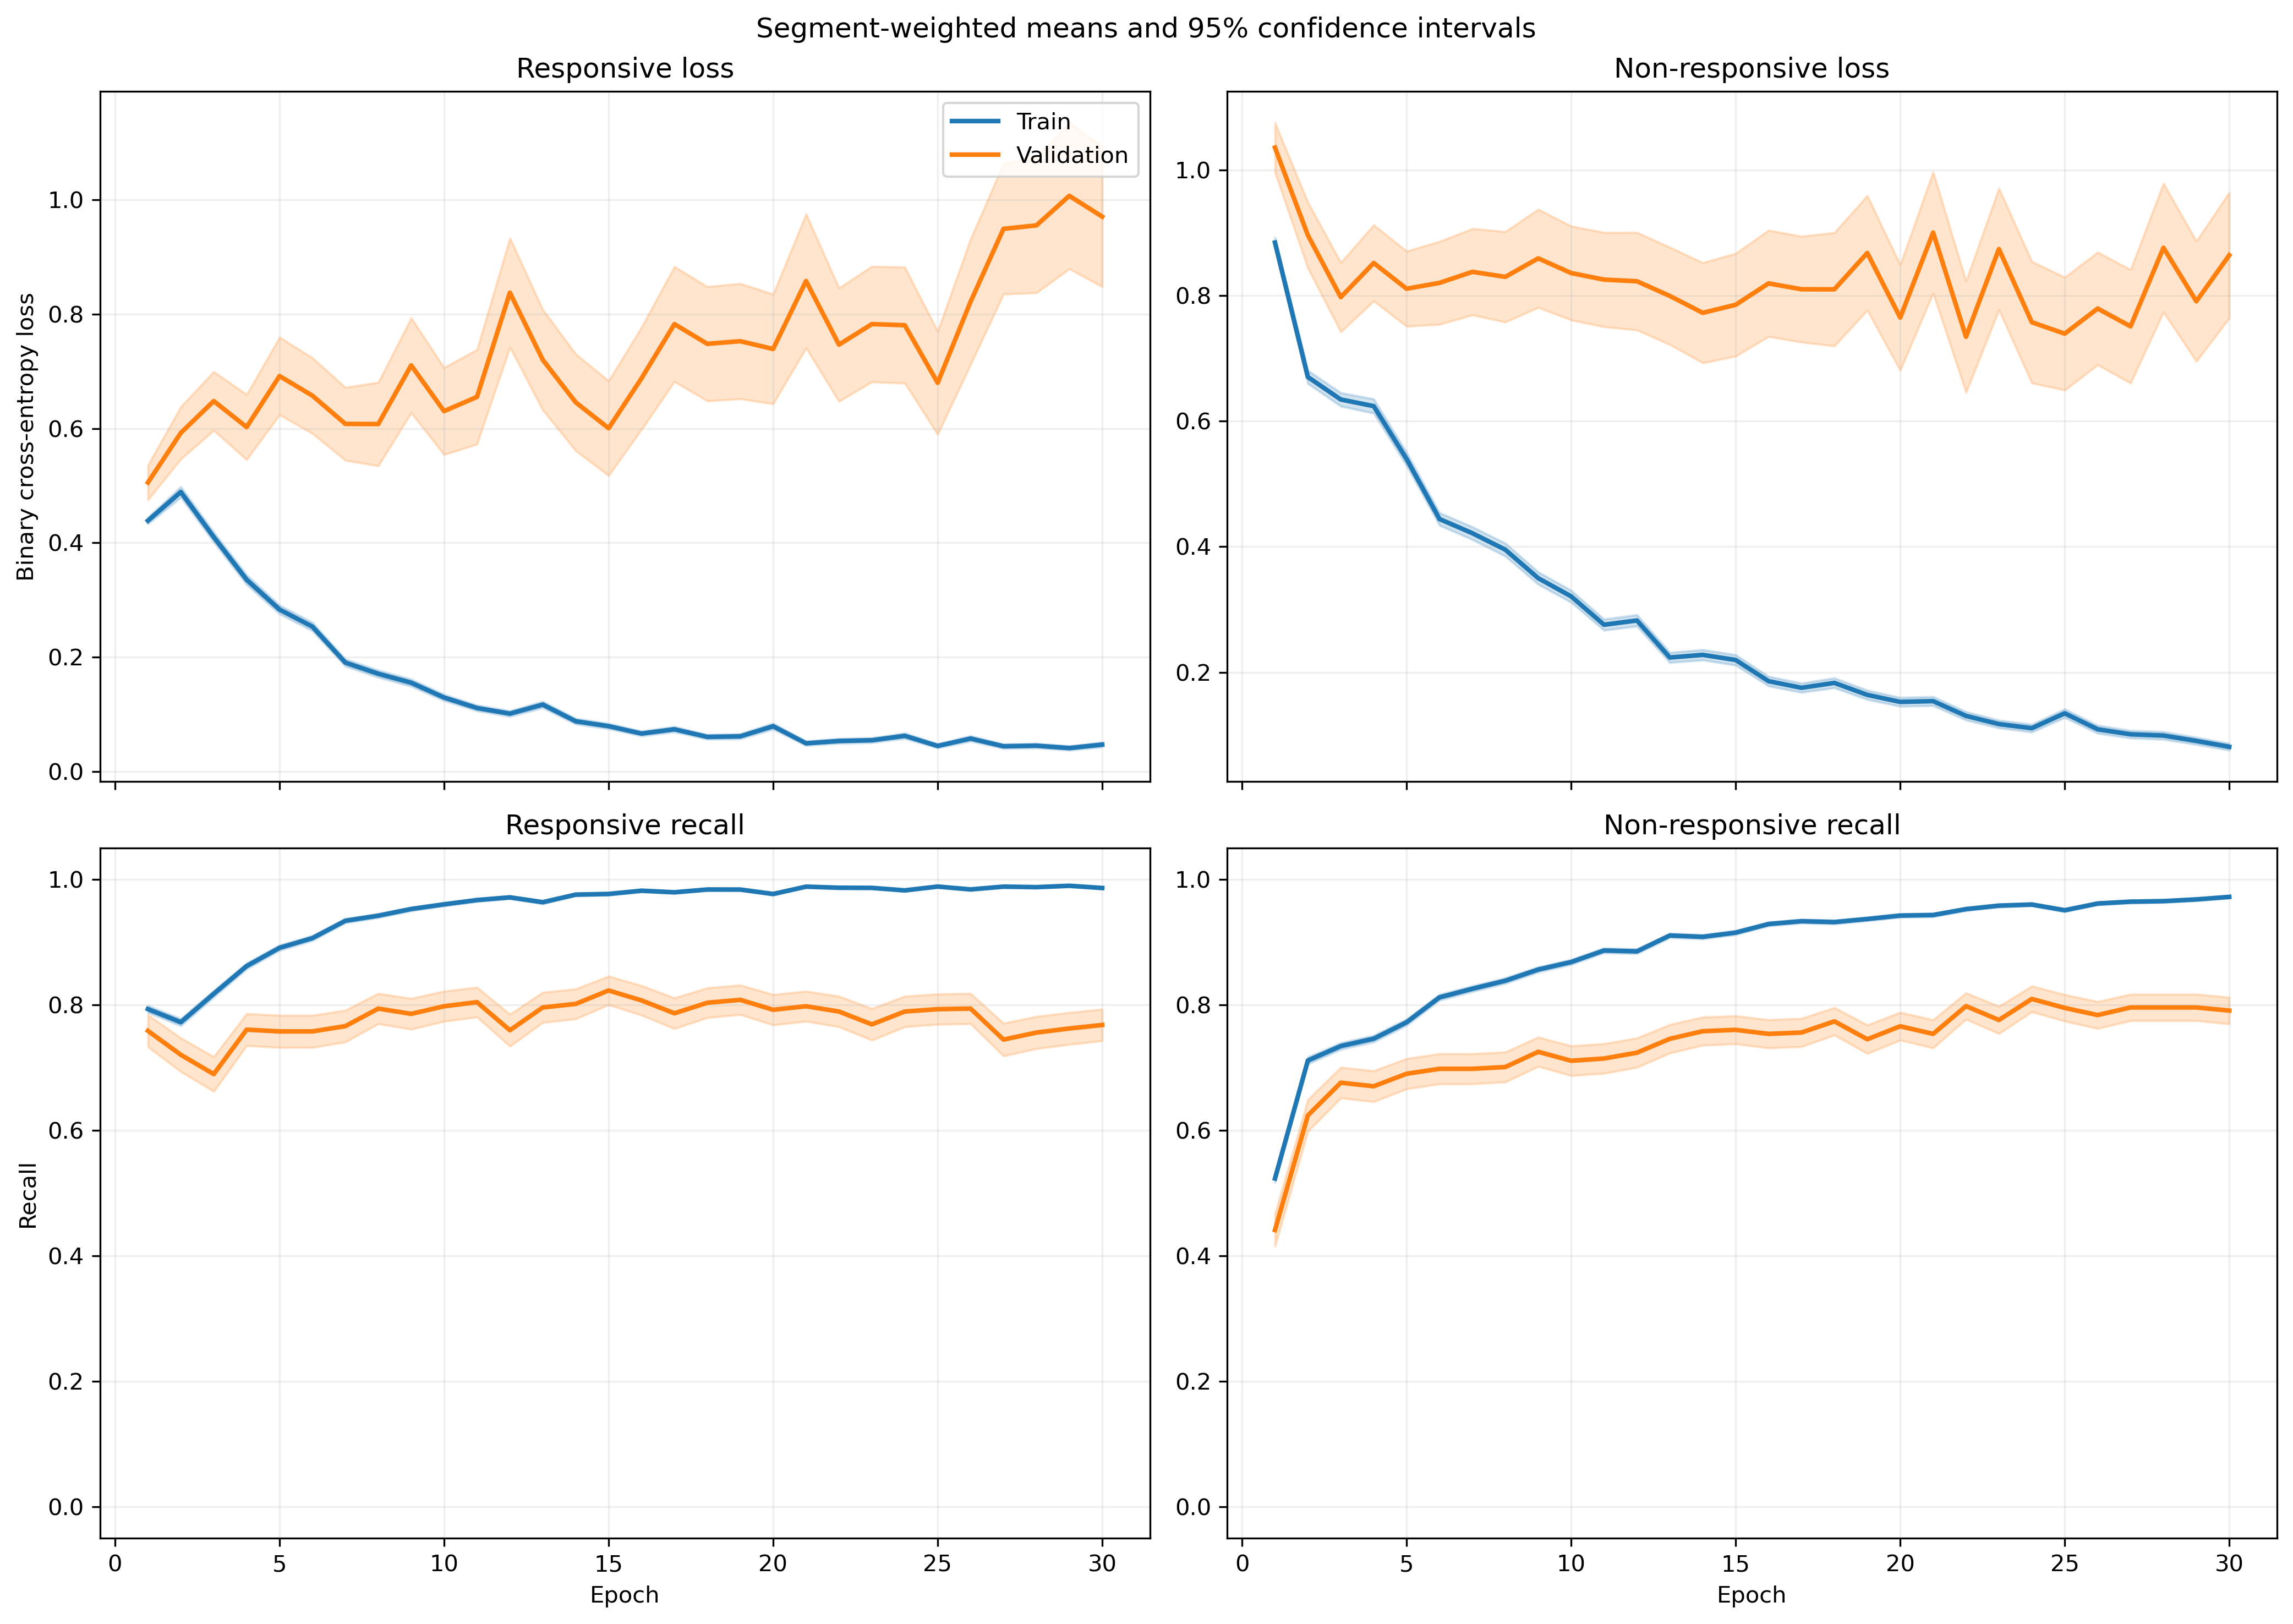 Segment-weighted means and 95% confidence intervals
Responsive loss
Non-responsive loss
Train
Validation
Binary cross-entropy loss
1.0
0.8
0.6
0.4
0.2
0.0
1.0
0.8
0.6
0.4
0.2
Responsive recall
Non-responsive recall
Recall
1.0
0.8
0.6
0.4
0.2
0.0
0 5 10 15 20 25 30
Epoch
1.0
0.8
0.6
0.4
0.2
0.0
0 5 10 15 20 25 30
Epoch